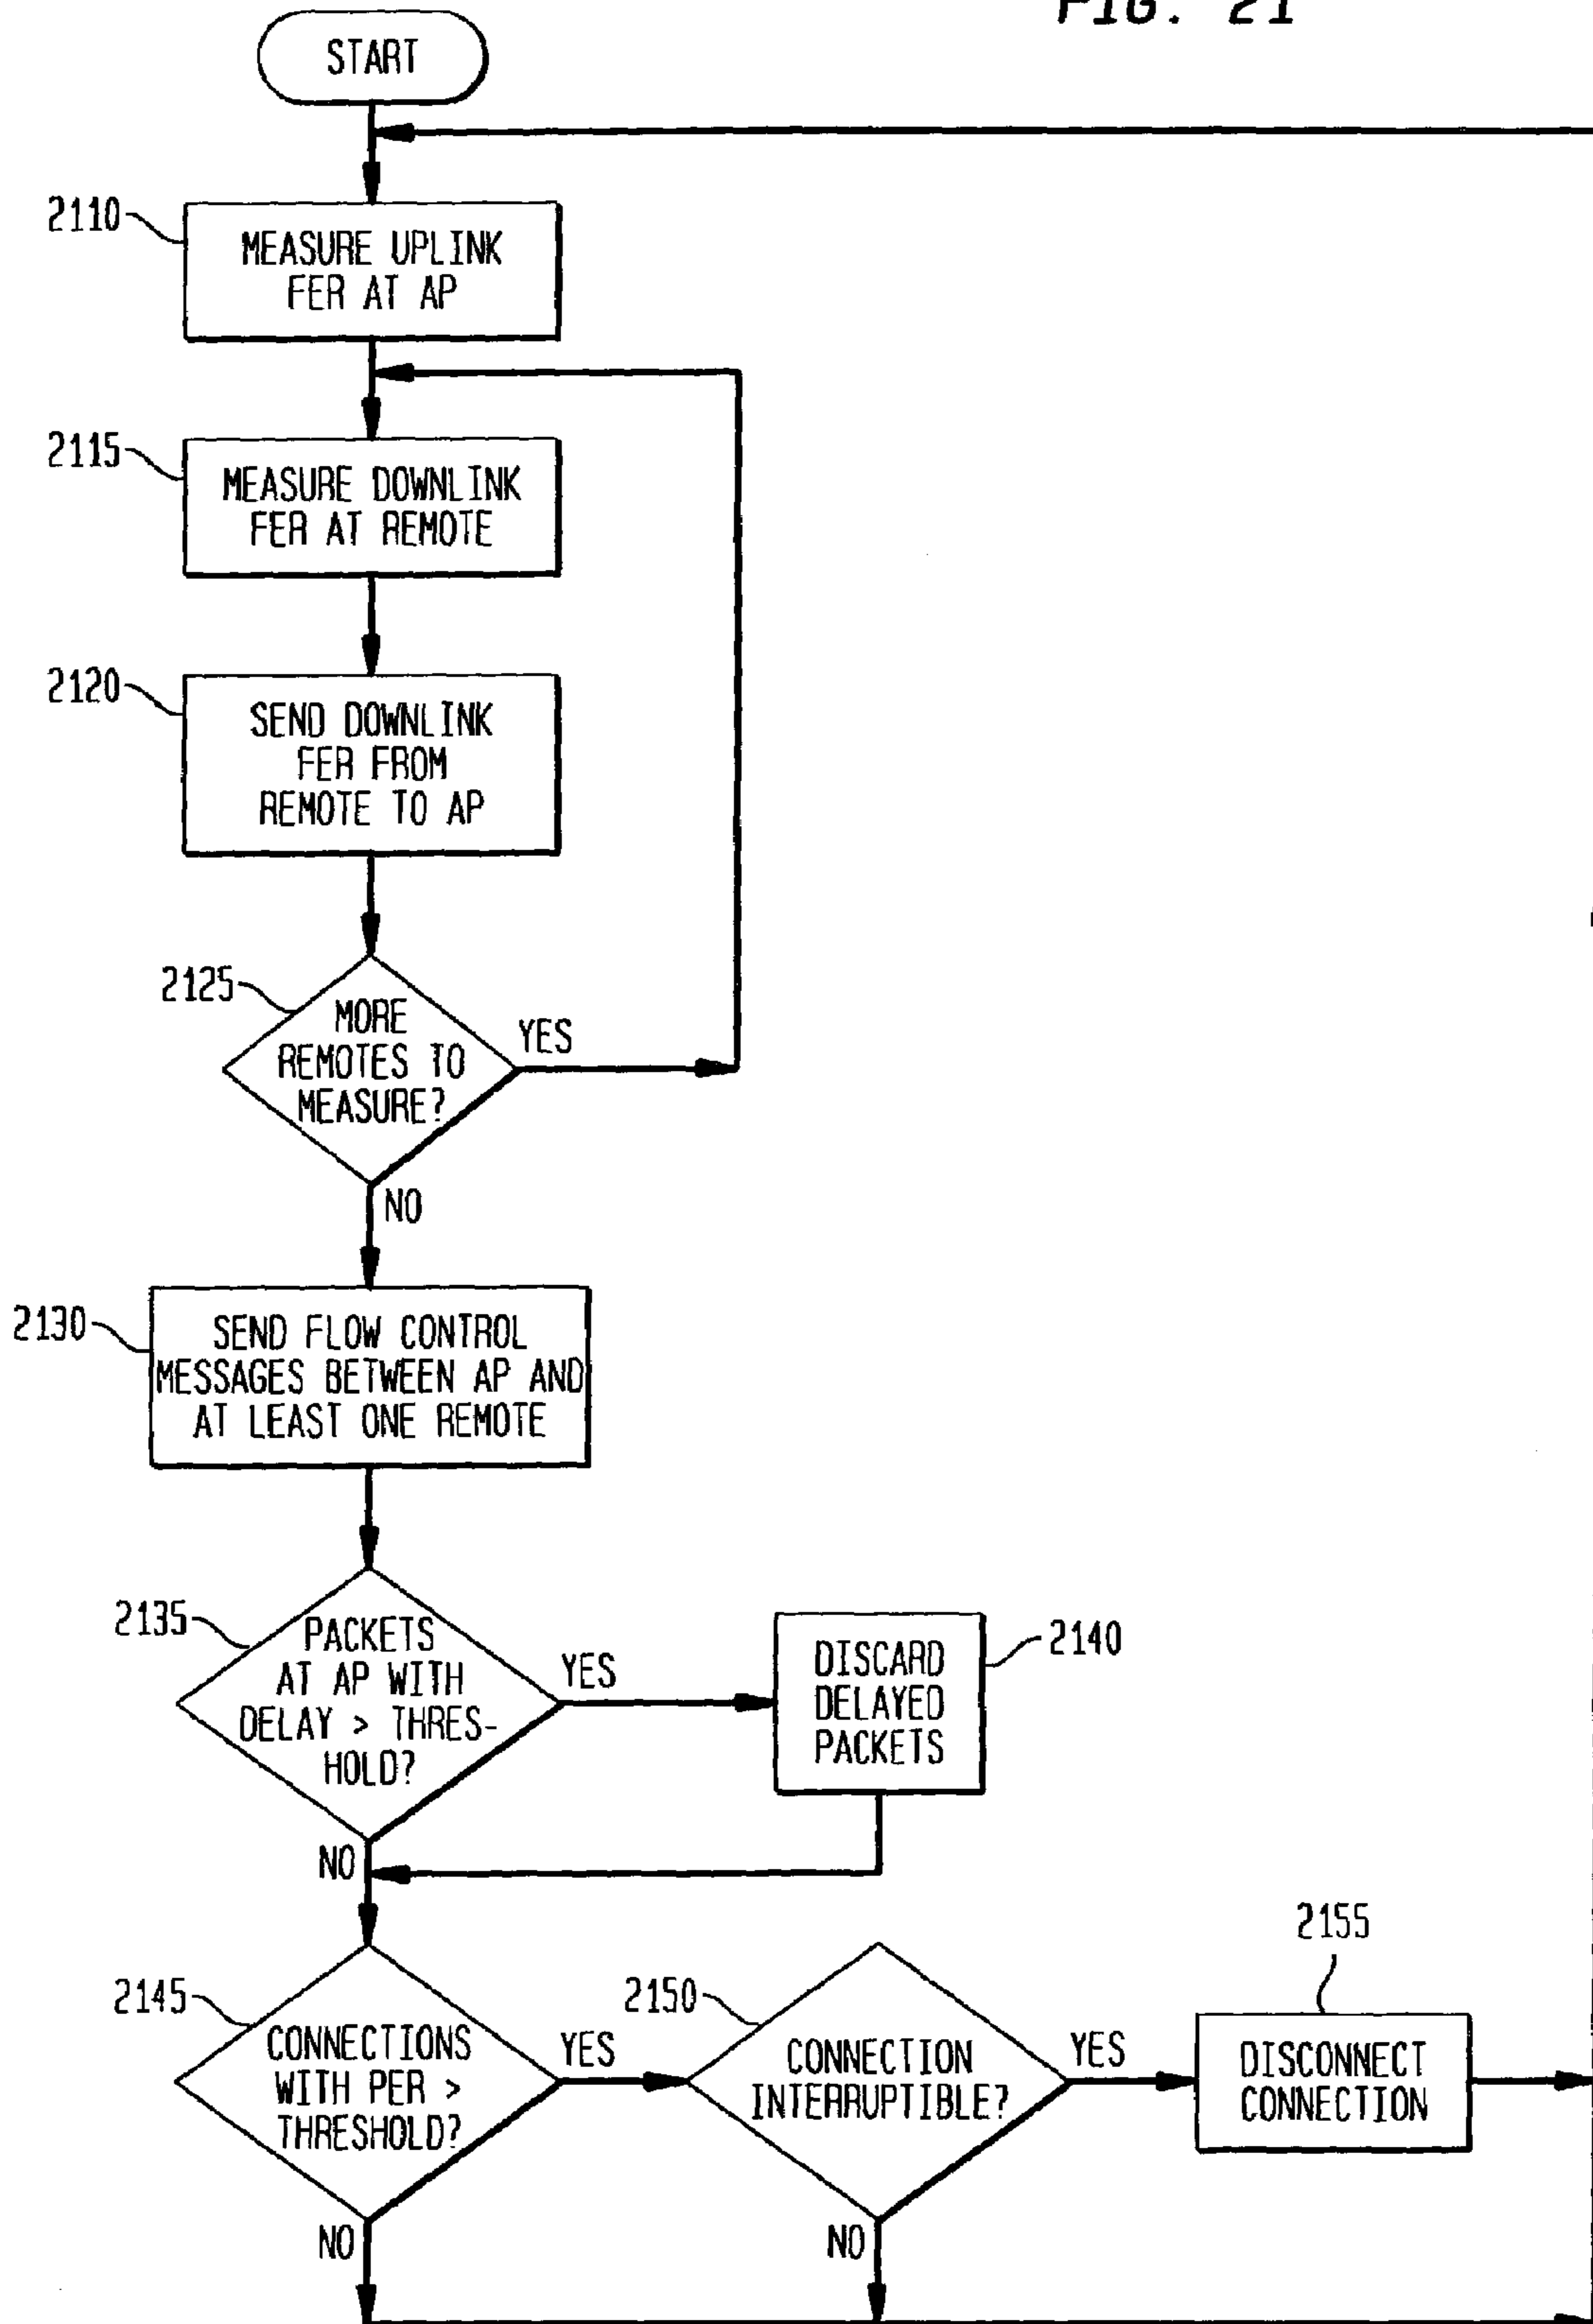 FIG. 21
START
2110
MEASURE UPLINK
FER AT AP
2115
MEASURE DOWNLINK
FER AT REMOTE
2120
SEND DOWNLINK
FER FROM
REMOTE TO AP
2125
MORE
REMOTES TO
MEASURE?
YES
NO
2130
SEND FLOW CONTROL
MESSAGES BETWEEN AP AND
AT LEAST ONE REMOTE
2135
PACKETS
AT AP WITH
DELAY > THRES-
HOLD?
YES
NO
DISCARD
DELAYED
PACKETS
2140
2145
CONNECTIONS
WITH PER >
THRESHOLD?
YES
NO
2150
CONNECTION
INTERRUPTIBLE?
YES
NO
2155
DISCONNECT
CONNECTION